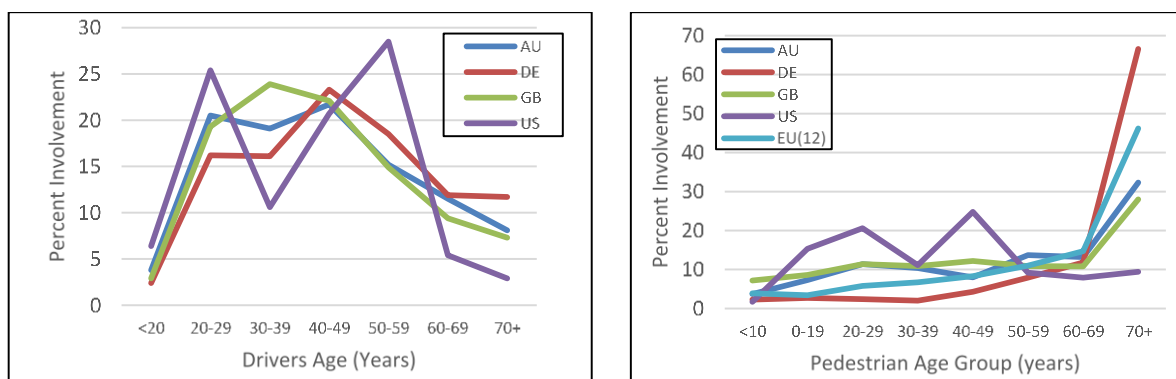 30
25
20
15
10
5
0
Percent Involvement
AU
DE
GB
US
<20 20-29 30-39 40-49 50-59 60-69 70+
Drivers Age (Years)
70
60
50
40
30
20
10
0
Percent Involvement
AU
DE
GB
US
EU(12)
<10 0-19 20-29 30-39 40-49 50-59 60-69 70+
Pedestrian Age Group (years)